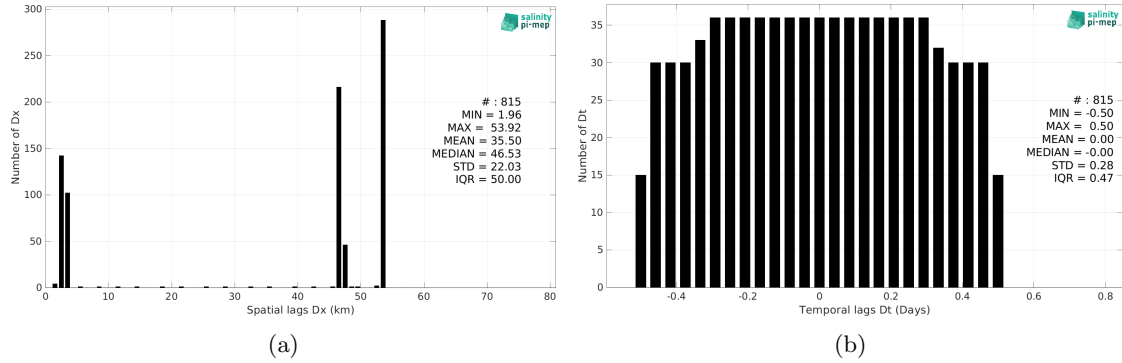 300
250
200
150
100
50
0
Number of Dx
salinity
pi-mep
# : 815
MIN = 1.96
MAX = 53.92
MEAN = 35.50
MEDIAN = 46.53
STD = 22.03
IQR = 50.00
0 10 20 30 40 50 60 70 80
Spatial lags Dx (km)
(a)
35
30
25
20
15
10
5
0
Number of Dt
salinity
pi-mep
# : 815
MIN = -0.50
MAX = 0.50
MEAN = 0.00
MEDIAN = -0.00
STD = 0.28
IQR = 0.47
-0.4 -0.2 0 0.2 0.4 0.6 0.8
Temporal lags Dt (Days)
(b)